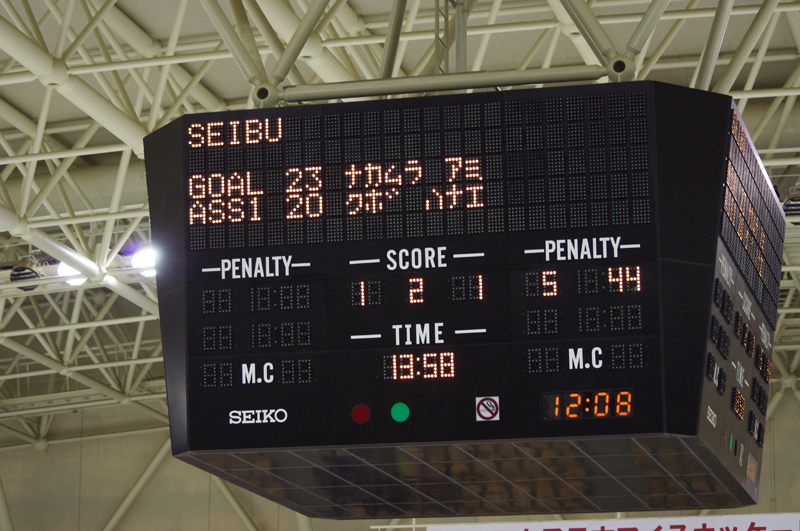 SEIBU
GOAL 23 ナカムラ アミ
ASSI 20 クボ ハナエ
PENALTY
SCORE
PENALTY
1 2 1
5 44
TIME
13:58
M.C
M.C
SEIKO
12:08